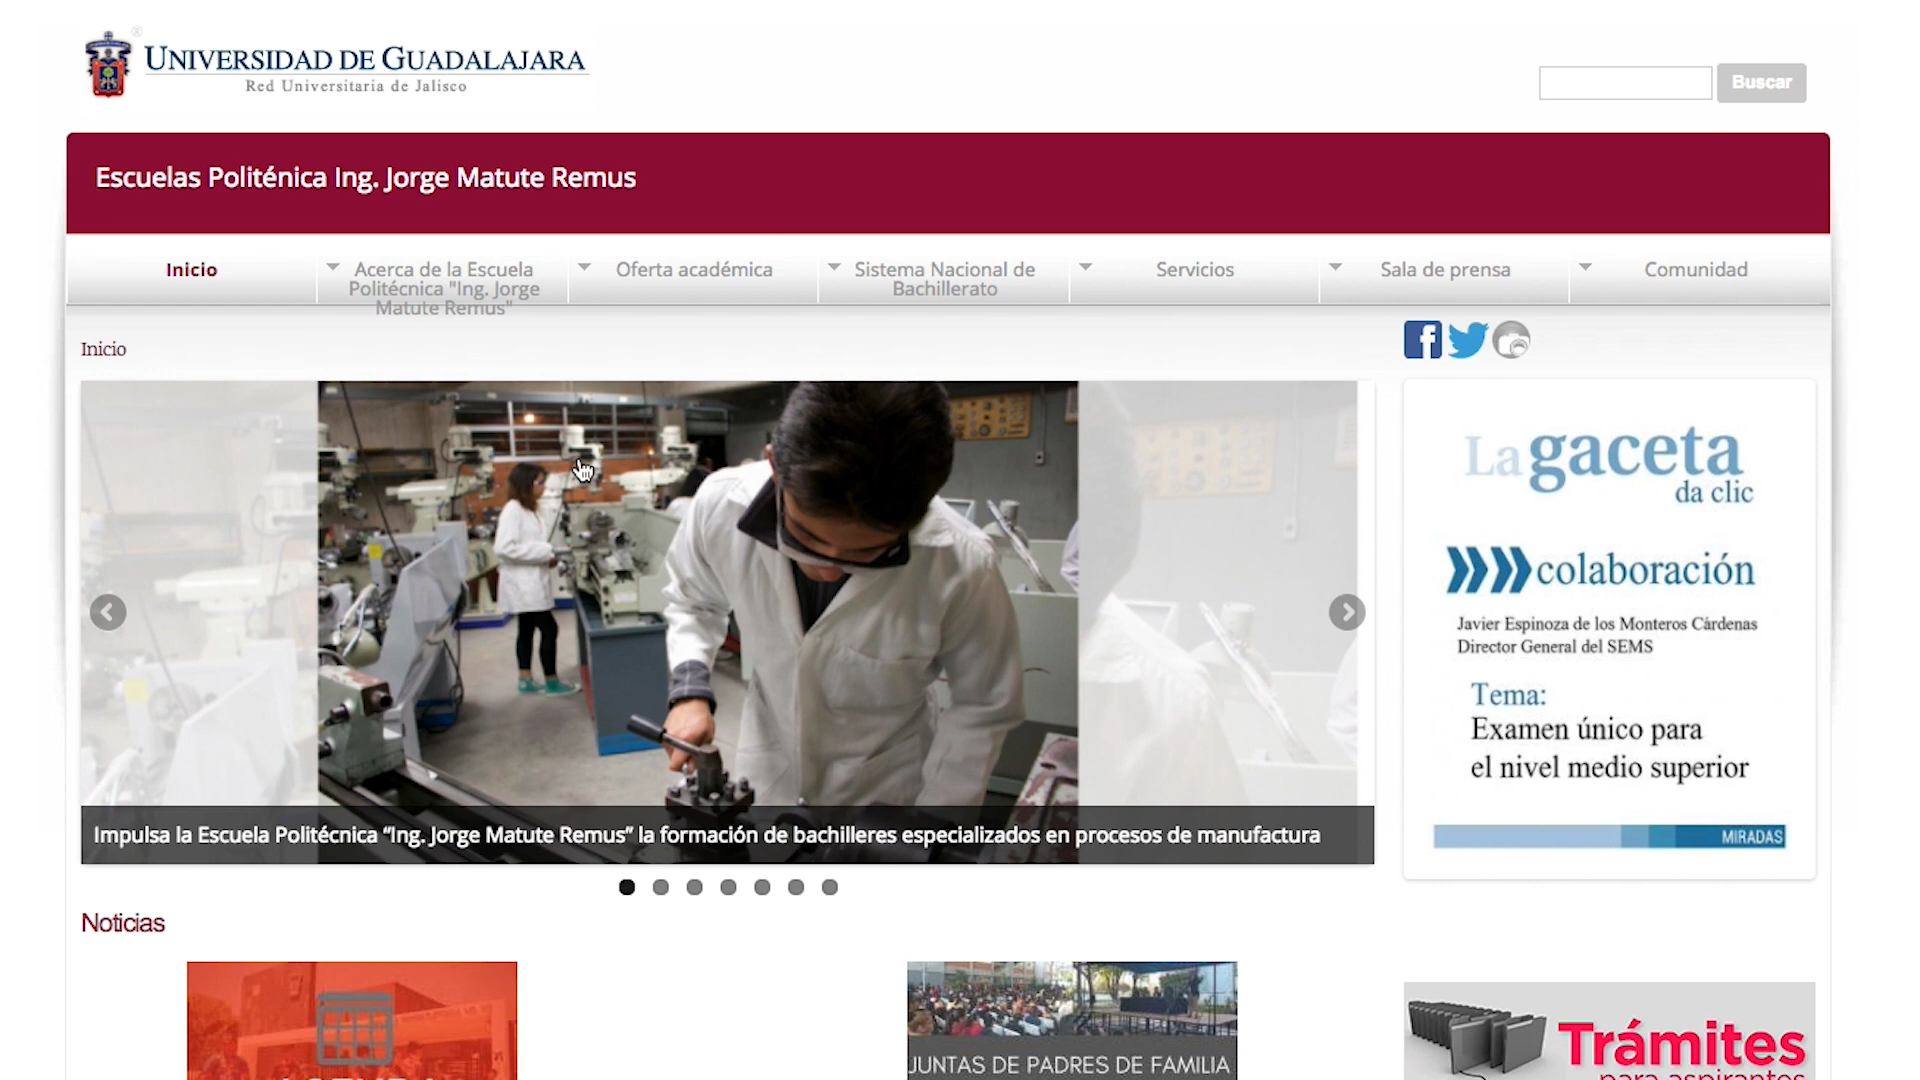 ®
UNIVERSIDAD DE GUADALAJARA
Red Universitaria de Jalisco
Buscar
Escuelas Politénica Ing. Jorge Matute Remus
Inicio
Acerca de la Escuela
Politécnica "Ing. Jorge
Matute Remus"
Oferta académica
Sistema Nacional de
Bachillerato
Servicios
Sala de prensa
Comunidad
Inicio
La gaceta
da clic
colaboración
Javier Espinoza de los Monteros Cárdenas
Director General del SEMS
Tema:
Examen único para
el nivel medio superior
MIRADAS
Impulsa la Escuela Politécnica “Ing. Jorge Matute Remus” la formación de bachilleres especializados en procesos de manufactura
Noticias
JUNTAS DE PADRES DE FAMILIA
Trámites
para aspirantes